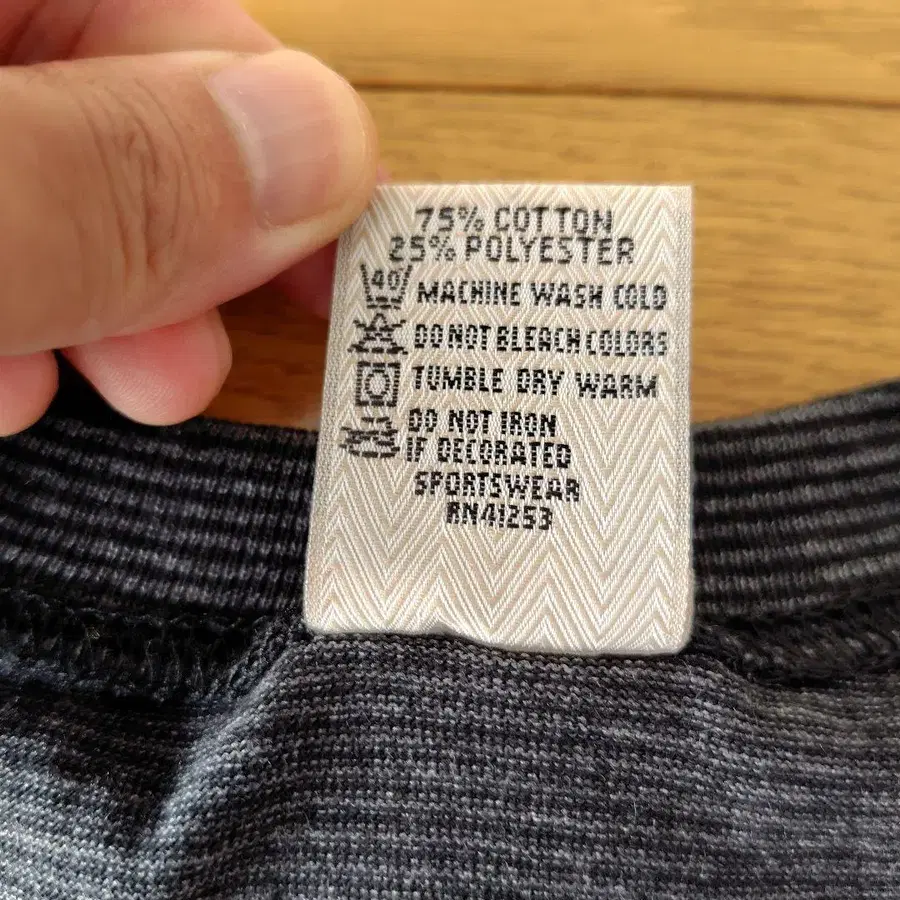 75% COTTON
25% POLYESTER
40 MACHINE WASH COLD
DO NOT BLEACH COLORS
TUMBLE DRY WARM
DO NOT IRON
IF DECORATED
SPORTSWEAR
RN41253